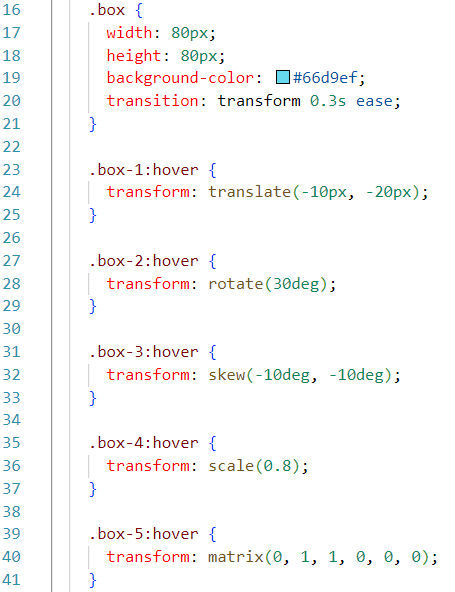 16 .box {
17 width: 80px;
18 height: 80px;
19 background-color: #66d9ef;
20 transition: transform 0.3s ease;
21 }
22
23 .box-1:hover {
24 transform: translate(-10px, -20px);
25 }
26
27 .box-2:hover {
28 transform: rotate(30deg);
29 }
30
31 .box-3:hover {
32 transform: skew(-10deg, -10deg);
33 }
34
35 .box-4:hover {
36 transform: scale(0.8);
37 }
38
39 .box-5:hover {
40 transform: matrix(0, 1, 1, 0, 0, 0);
41 }